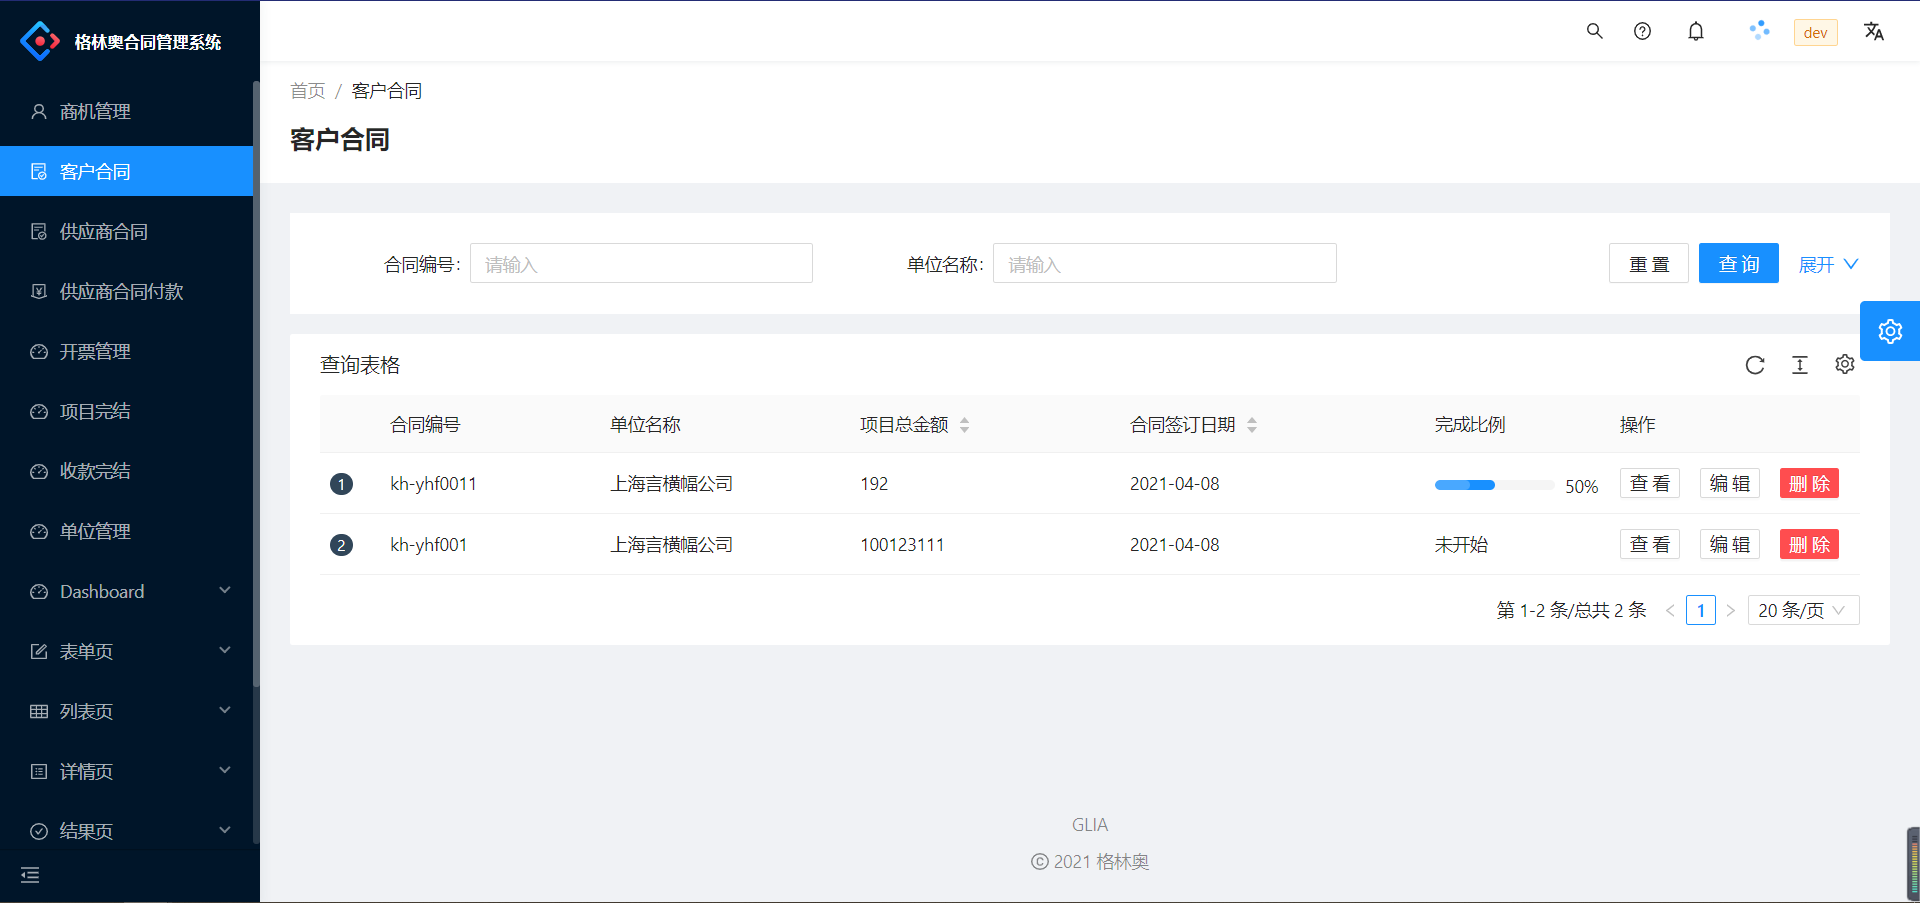 格林奥合同管理系统
商机管理
客户合同
供应商合同
供应商合同付款
开票管理
项目完结
收款完结
单位管理
Dashboard
表单页
列表页
详情页
结果页
dev
首页 / 客户合同
客户合同
合同编号: 请输入 单位名称: 请输入 重置 查询 展开
查询表格
合同编号 单位名称 项目总金额 合同签订日期 完成比例 操作
1 kh-yhf0011 上海言横幅公司 192 2021-04-08 50% 查看 编辑 删除
2 kh-yhf001 上海言横幅公司 100123111 2021-04-08 未开始 查看 编辑 删除
第 1-2 条/总共 2 条 < 1 > 20 条/页
GLIA
© 2021 格林奥